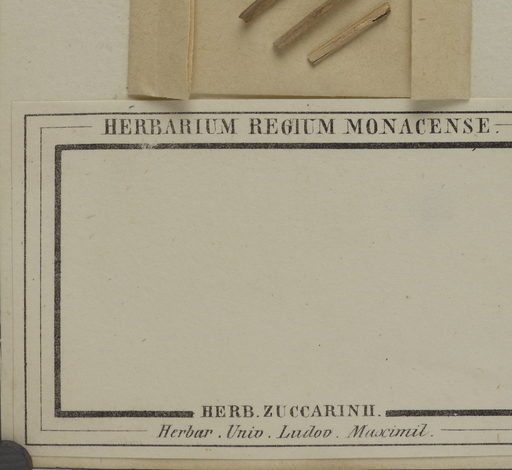 HERBARIUM REGIUM MONACENSE.
HERB. ZUCCARINII.
Herbar. Univ. Ludov. Maximil.